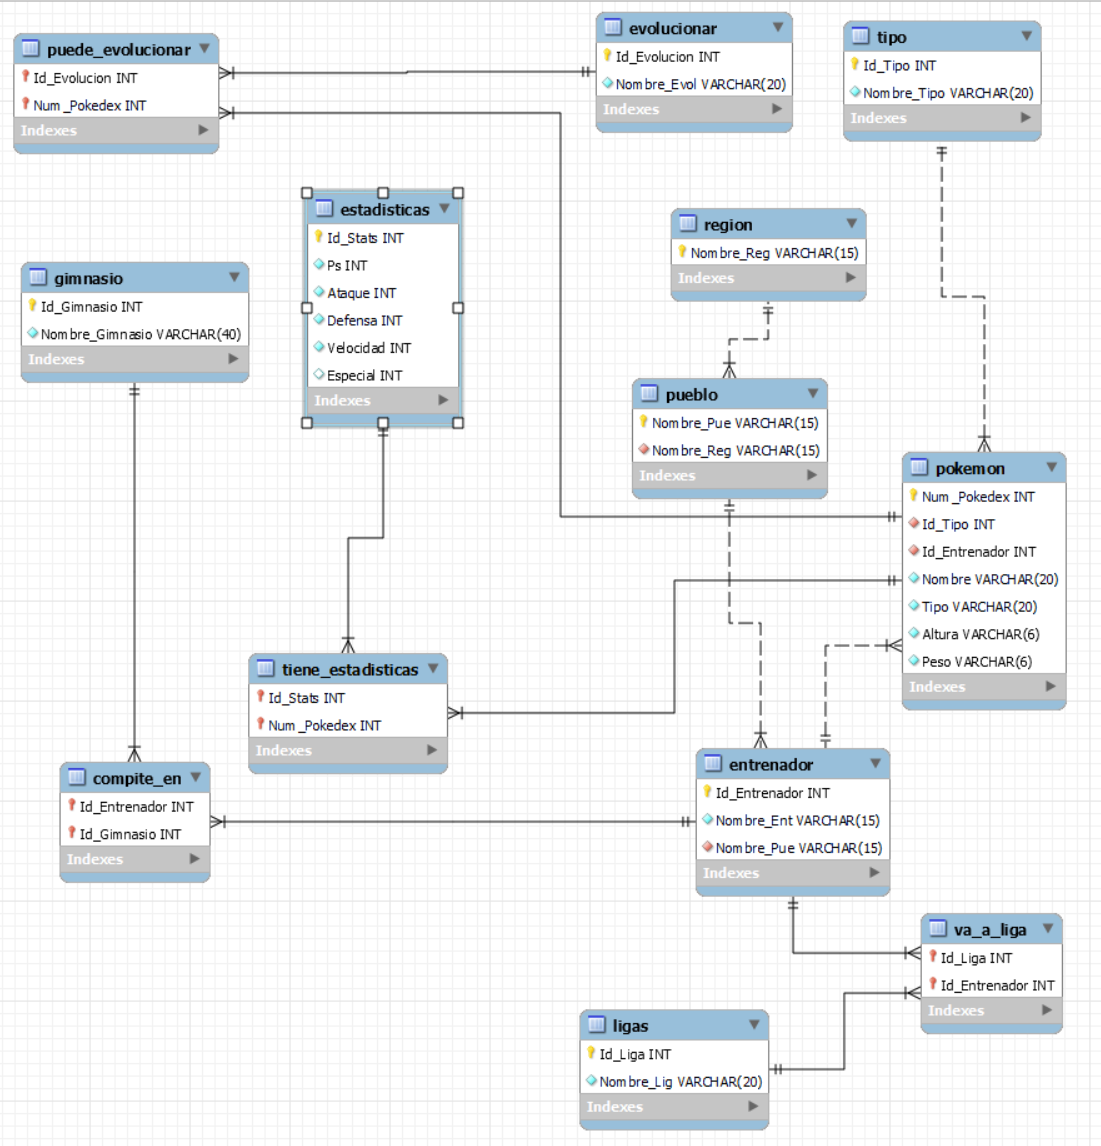 puede_evolucionar
Id_Evolucion INT
Num_Pokedex INT
Indexes
evolucionar
Id_Evolucion INT
Nombre_Evol VARCHAR(20)
Indexes
tipo
Id_Tipo INT
Nombre_Tipo VARCHAR(20)
Indexes
estadisticas
Id_Stats INT
Ps INT
Ataque INT
Defensa INT
Velocidad INT
Especial INT
Indexes
region
Nombre_Reg VARCHAR(15)
Indexes
gimnasio
Id_Gimnasio INT
Nombre_Gimnasio VARCHAR(40)
Indexes
pueblo
Nombre_Pue VARCHAR(15)
Nombre_Reg VARCHAR(15)
Indexes
pokemon
Num_Pokedex INT
Id_Tipo INT
Id_Entrenador INT
Nombre VARCHAR(20)
Tipo VARCHAR(20)
Altura VARCHAR(6)
Peso VARCHAR(6)
Indexes
tiene_estadisticas
Id_Stats INT
Num_Pokedex INT
Indexes
compite_en
Id_Entrenador INT
Id_Gimnasio INT
Indexes
entrenador
Id_Entrenador INT
Nombre_Ent VARCHAR(15)
Nombre_Pue VARCHAR(15)
Indexes
va_a_liga
Id_Liga INT
Id_Entrenador INT
Indexes
ligas
Id_Liga INT
Nombre_Lig VARCHAR(20)
Indexes